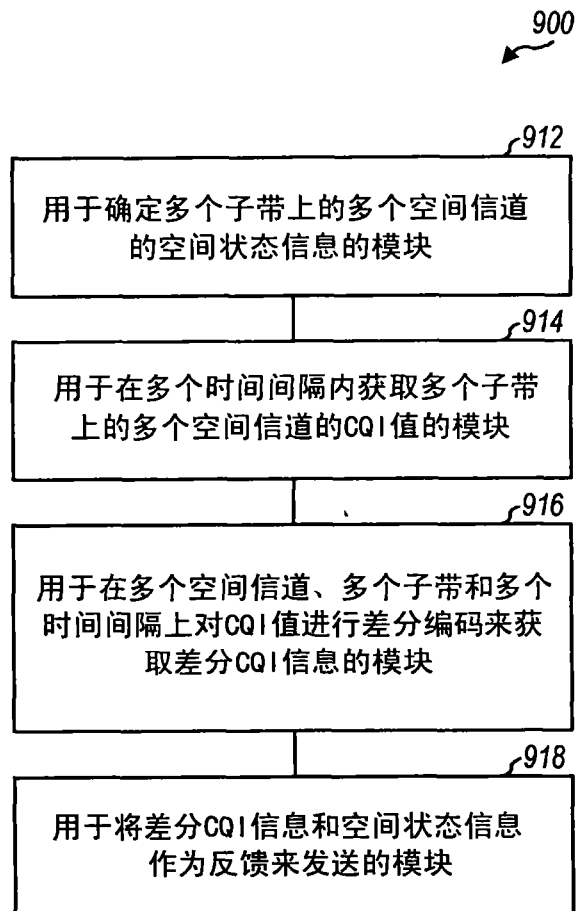 900
912
用于确定多个子带上的多个空间信道
的空间状态信息的模块
914
用于在多个时间间隔内获取多个子带
上的多个空间信道的CQI值的模块
916
用于在多个空间信道、多个子带和多个
时间间隔上对CQI值进行差分编码来获
取差分CQI信息的模块
918
用于将差分CQI信息和空间状态信息
作为反馈来发送的模块